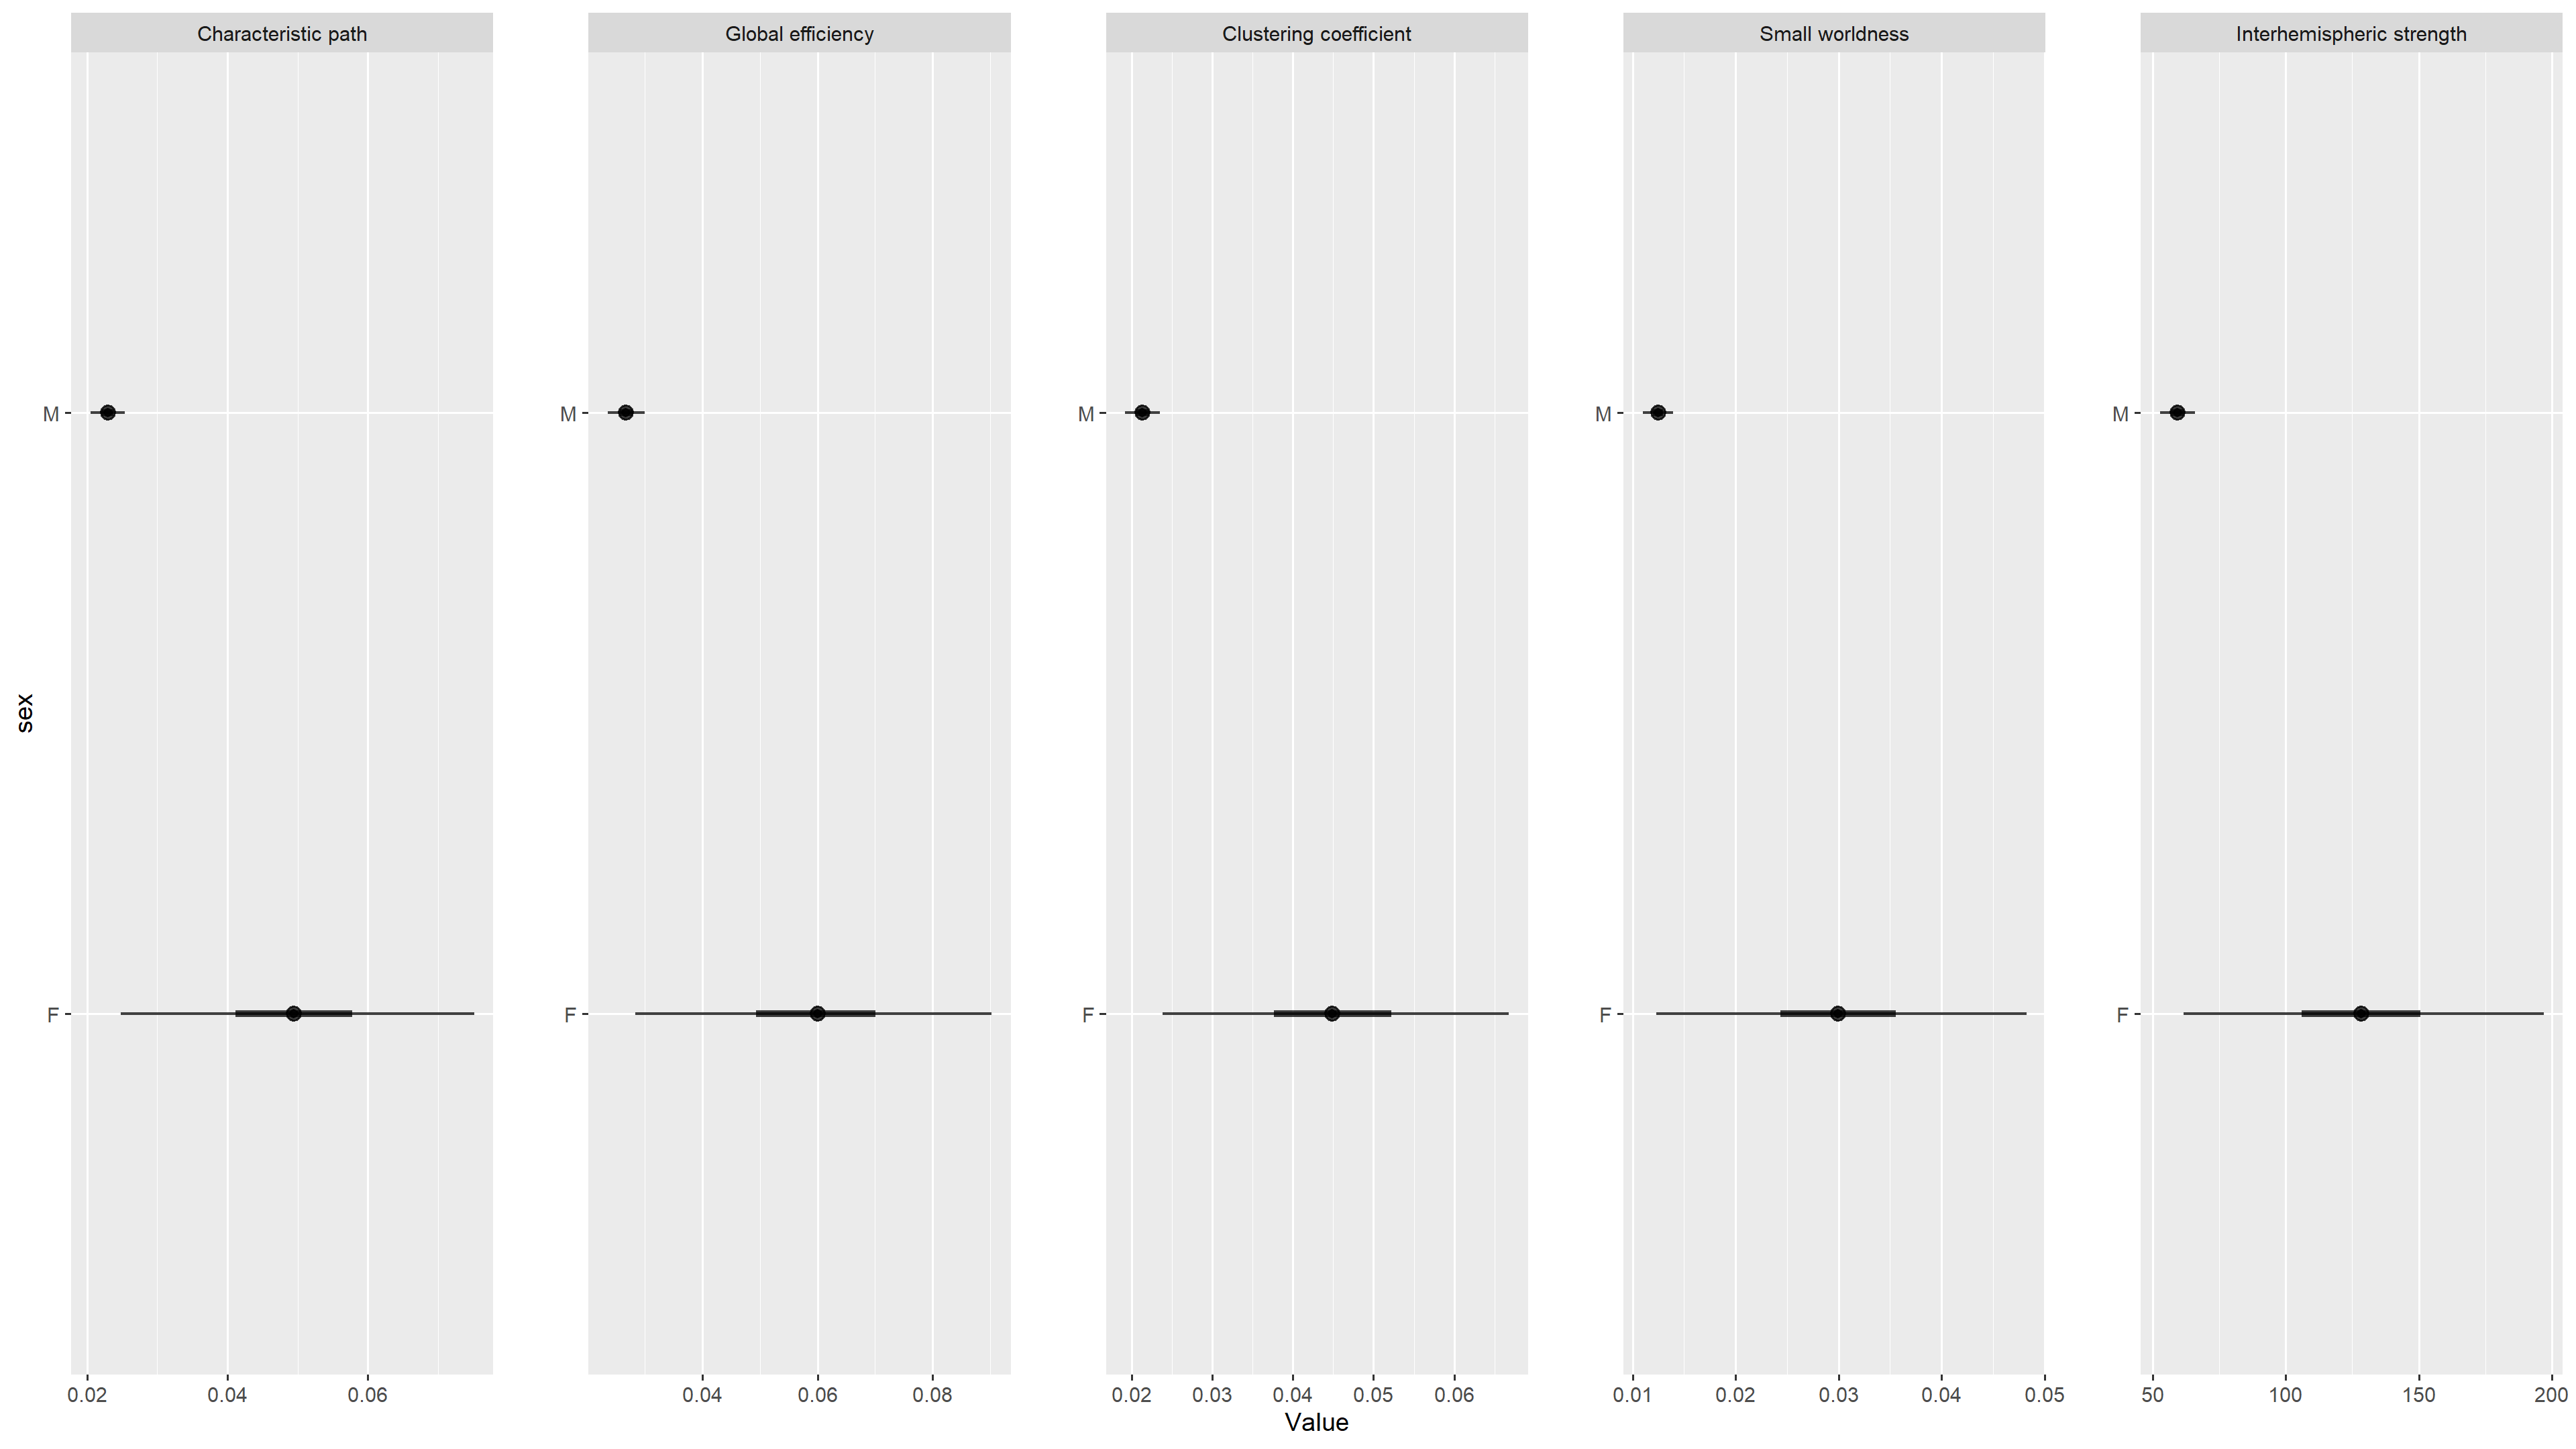 Characteristic path
Global efficiency
Clustering coefficient
Small worldness
Interhemispheric strength
sex
M
M
M
M
M
F
F
F
F
F
0.02 0.04 0.06
0.04 0.06 0.08
0.02 0.03 0.04 0.05 0.06
0.01 0.02 0.03 0.04 0.05
50 100 150 200
Value